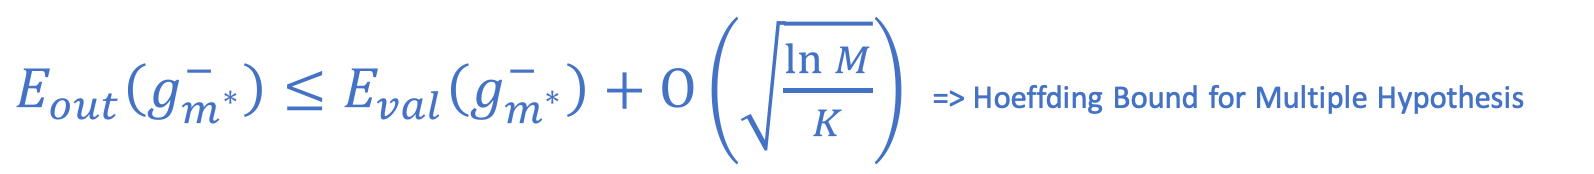 E_out(g⁻_m*) ≤ E_val(g⁻_m*) + O(√(ln M / K)) => Hoeffding Bound for Multiple Hypothesis